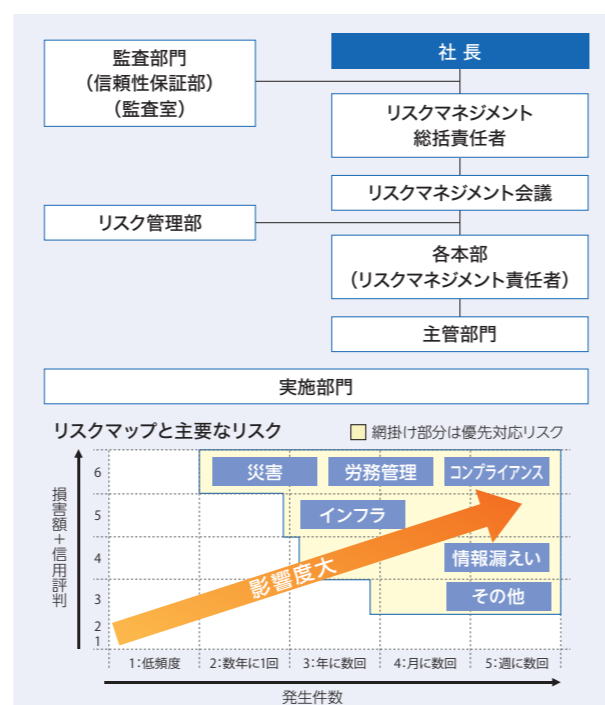 監査部門
（信頼性保証部）
（監査室）
社 長
リスクマネジメント
総括責任者
リスクマネジメント会議
リスク管理部
各本部
（リスクマネジメント責任者）
主管部門
実施部門
リスクマップと主要なリスク
網掛け部分は優先対応リスク
損害額＋信用評判
6
5
4
3
2
1
災害
労務管理
コンプライアンス
インフラ
情報漏えい
その他
影響度大
1：低頻度
2：数年に1回
3：年に数回
4：月に数回
5：週に数回
発生件数